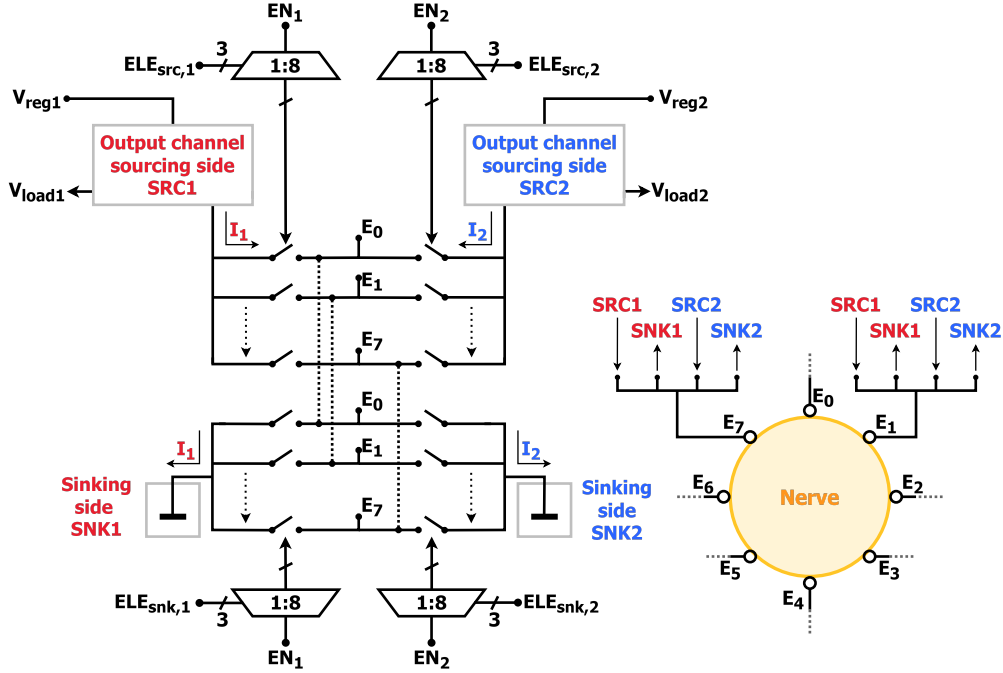 EN1
EN2
3
3
ELEsrc,1
1:8
1:8
ELEsrc,2
Vreg1
Vreg2
Output channel
sourcing side
SRC1
Output channel
sourcing side
SRC2
Vload1
Vload2
I1
E0
I2
E1
E7
E0
I1
E1
I2
Sinking
side
SNK1
E7
Sinking
side
SNK2
ELEsnk,1
3
1:8
1:8
3
ELEsnk,2
EN1
EN2
SRC1
SRC2
SNK1
SNK2
SRC1
SRC2
SNK1
SNK2
E0
E7
E1
E6
Nerve
E2
E5
E3
E4